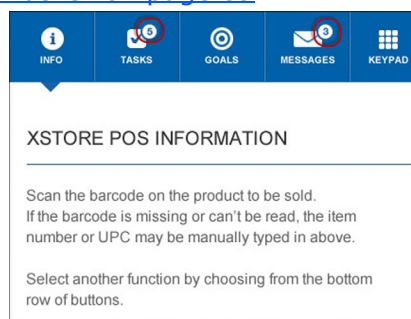 5
3
INFO
TASKS
GOALS
MESSAGES
KEYPAD
XSTORE POS INFORMATION
Scan the barcode on the product to be sold.
If the barcode is missing or can't be read, the item
number or UPC may be manually typed in above.
Select another function by choosing from the bottom
row of buttons.